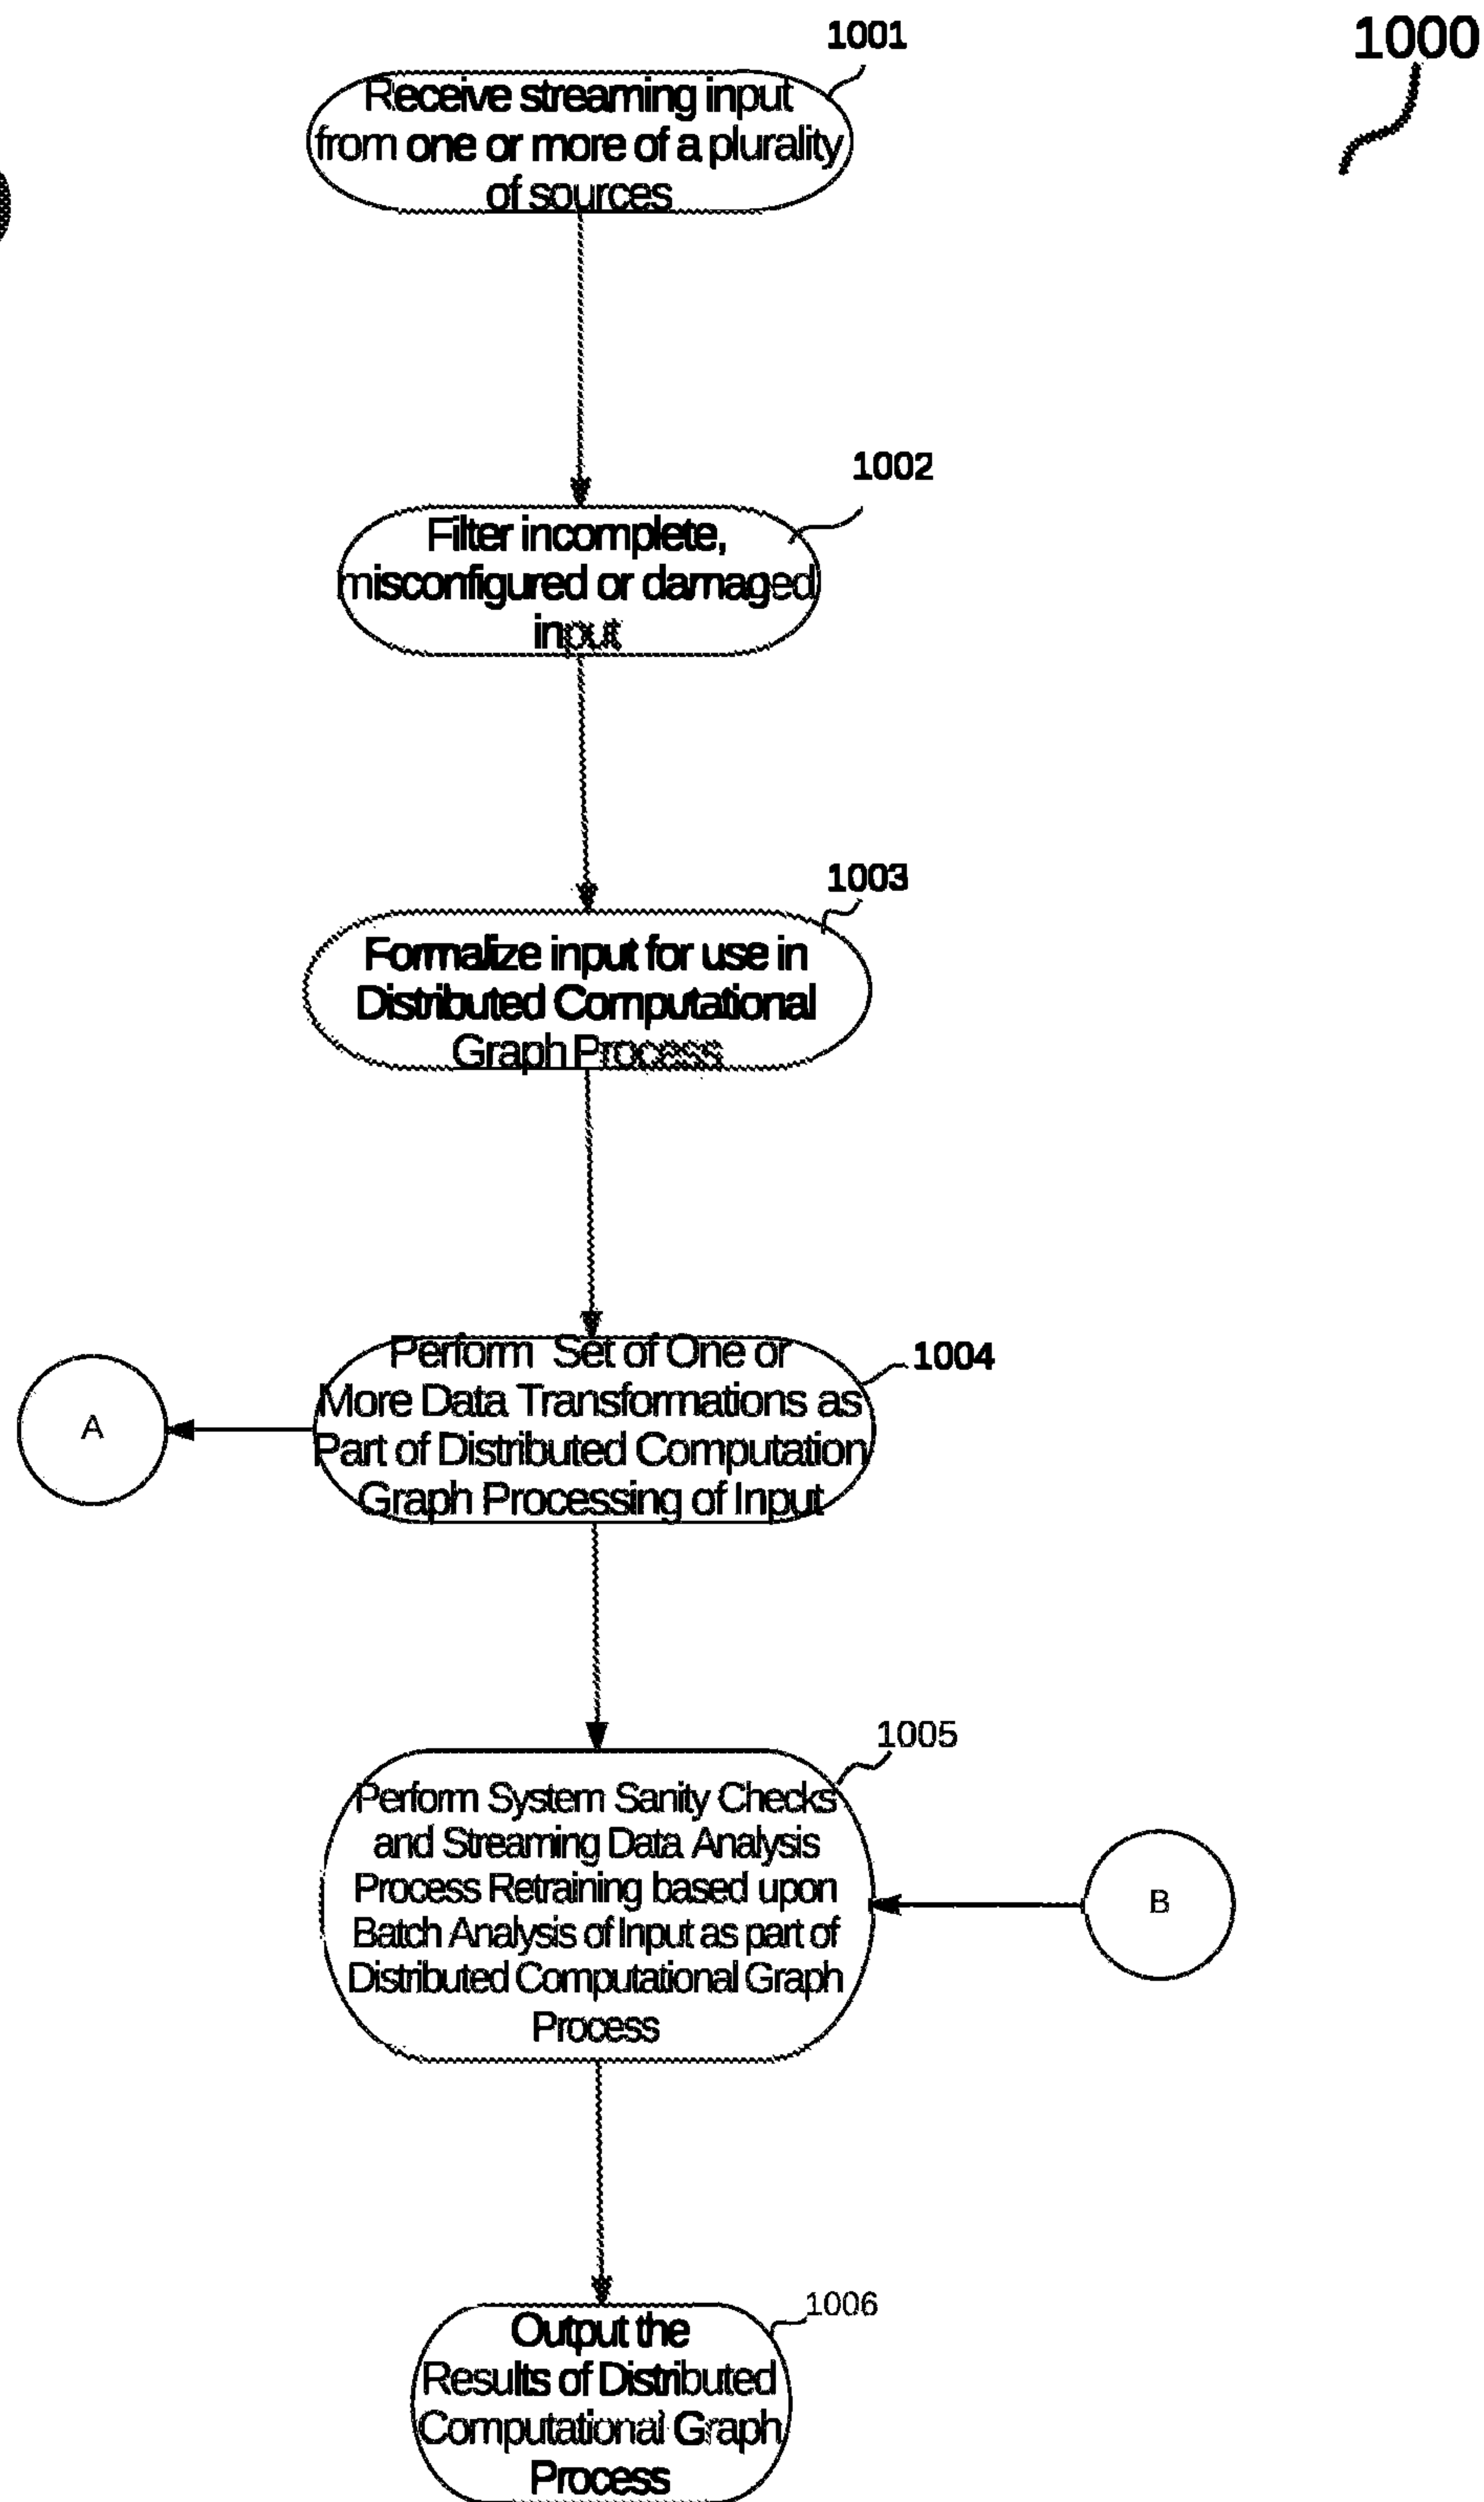 1000
1001
Receive streaming input
from one or more of a plurality
of sources
1002
Filter incomplete,
misconfigured or damaged
input
1003
Formalize input for use in
Distributed Computational
Graph Process
1004
Perform Set of One or
More Data Transformations as
Part of Distributed Computation
Graph Processing of Input
A
1005
Perform System Sanity Checks
and Streaming Data Analysis
Process Retraining based upon
Batch Analysis of Input as part of
Distributed Computational Graph
Process
B
1006
Output the
Results of Distributed
Computational Graph
Process